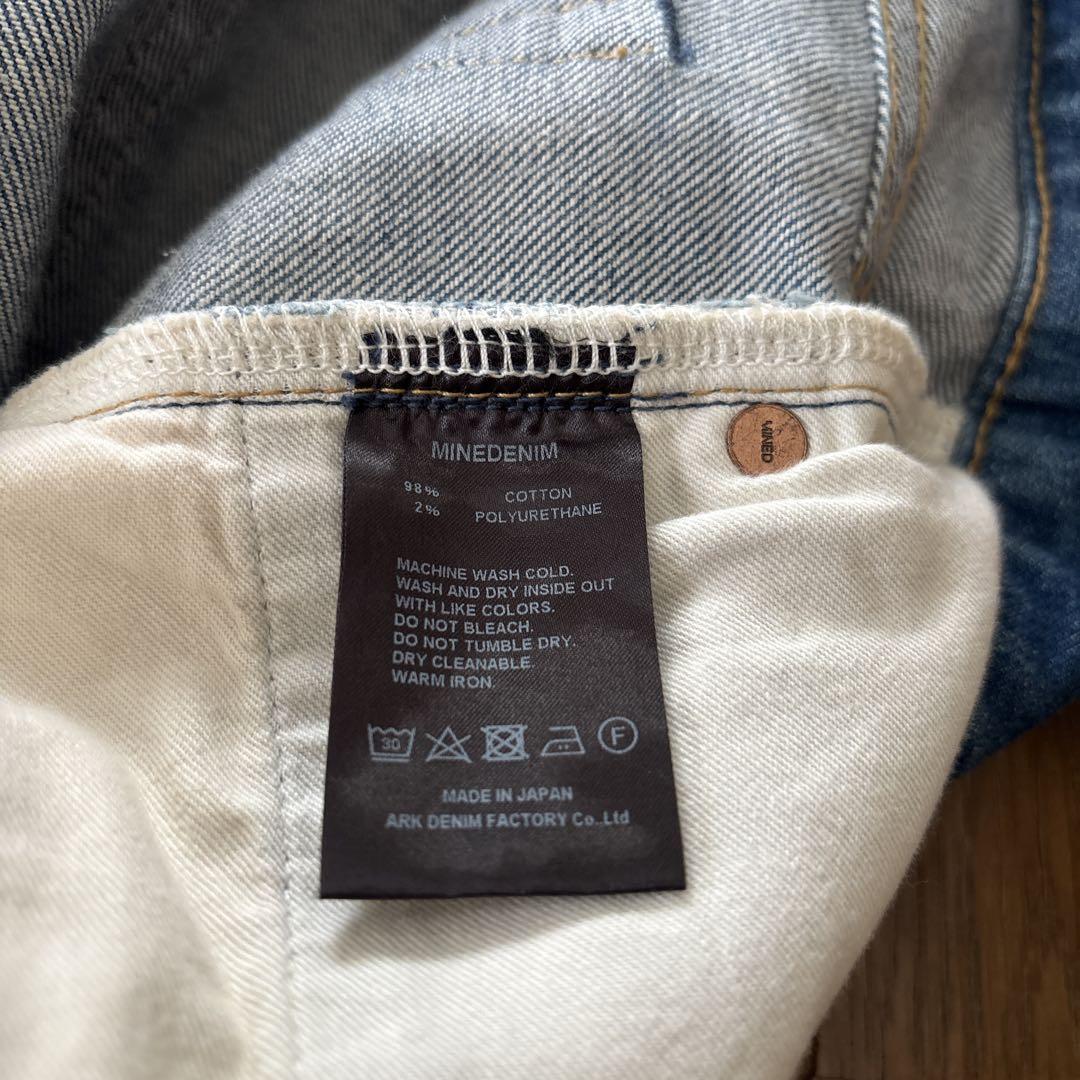 MINEDENIM
98% COTTON
2% POLYURETHANE
MACHINE WASH COLD.
WASH AND DRY INSIDE OUT
WITH LIKE COLORS.
DO NOT BLEACH.
DO NOT TUMBLE DRY.
DRY CLEANABLE.
WARM IRON.
30 F
MADE IN JAPAN
ARK DENIM FACTORY Co.,Ltd
MINED